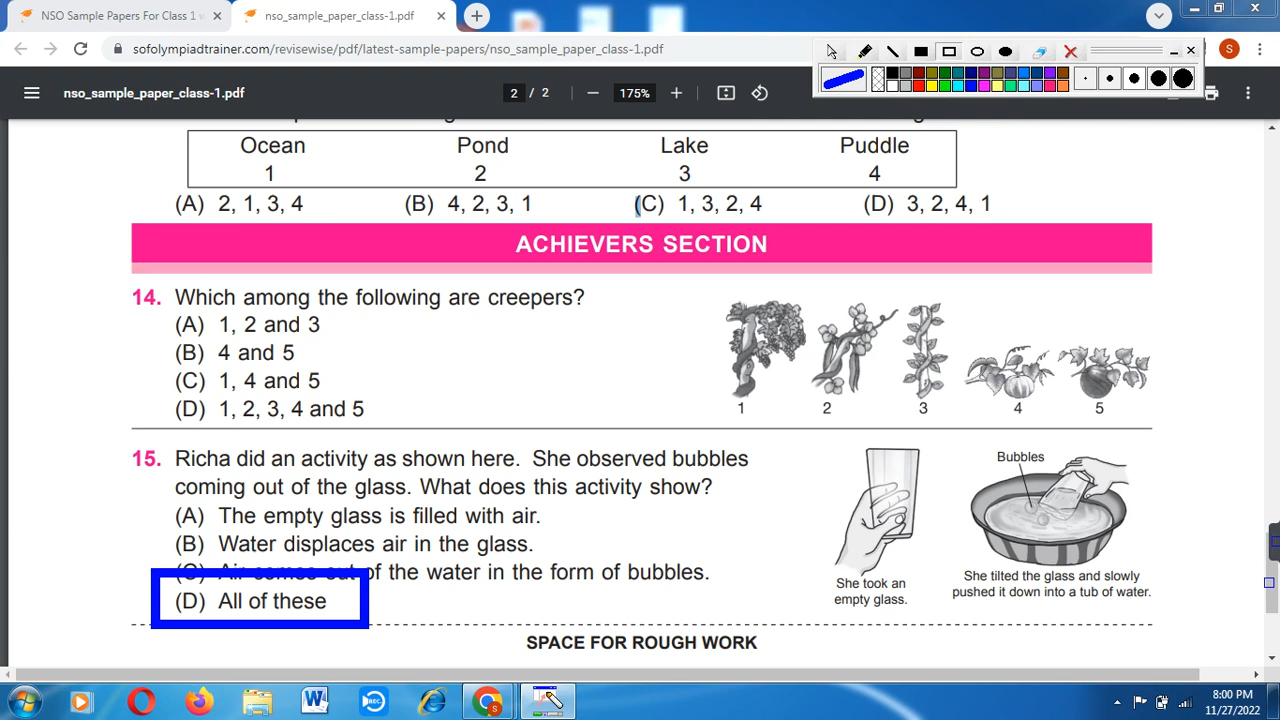 NSO Sample Papers For Class 1 w
nso_sample_paper_class-1.pdf
sofolympiadtrainer.com/revisewise/pdf/latest-sample-papers/nso_sample_paper_class-1.pdf
S
nso_sample_paper_class-1.pdf
2 / 2
175%
Ocean Pond Lake Puddle
1 2 3 4
(A) 2, 1, 3, 4 (B) 4, 2, 3, 1 (C) 1, 3, 2, 4 (D) 3, 2, 4, 1
ACHIEVERS SECTION
14. Which among the following are creepers?
(A) 1, 2 and 3
(B) 4 and 5
(C) 1, 4 and 5
(D) 1, 2, 3, 4 and 5
1 2 3 4 5
15. Richa did an activity as shown here. She observed bubbles
coming out of the glass. What does this activity show?
(A) The empty glass is filled with air.
(B) Water displaces air in the glass.
(C) Air comes out of the water in the form of bubbles.
(D) All of these
Bubbles
She took an
empty glass.
She tilted the glass and slowly
pushed it down into a tub of water.
SPACE FOR ROUGH WORK
W
REC
S
8:00 PM
11/27/2022